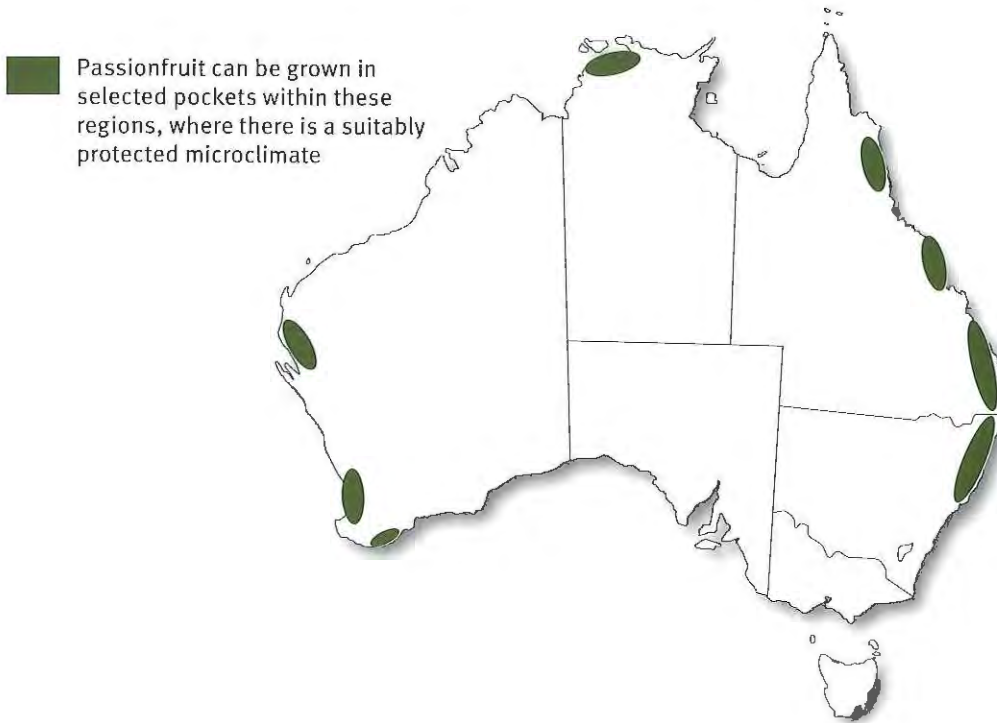 Passionfruit can be grown in
selected pockets within these
regions, where there is a suitably
protected microclimate